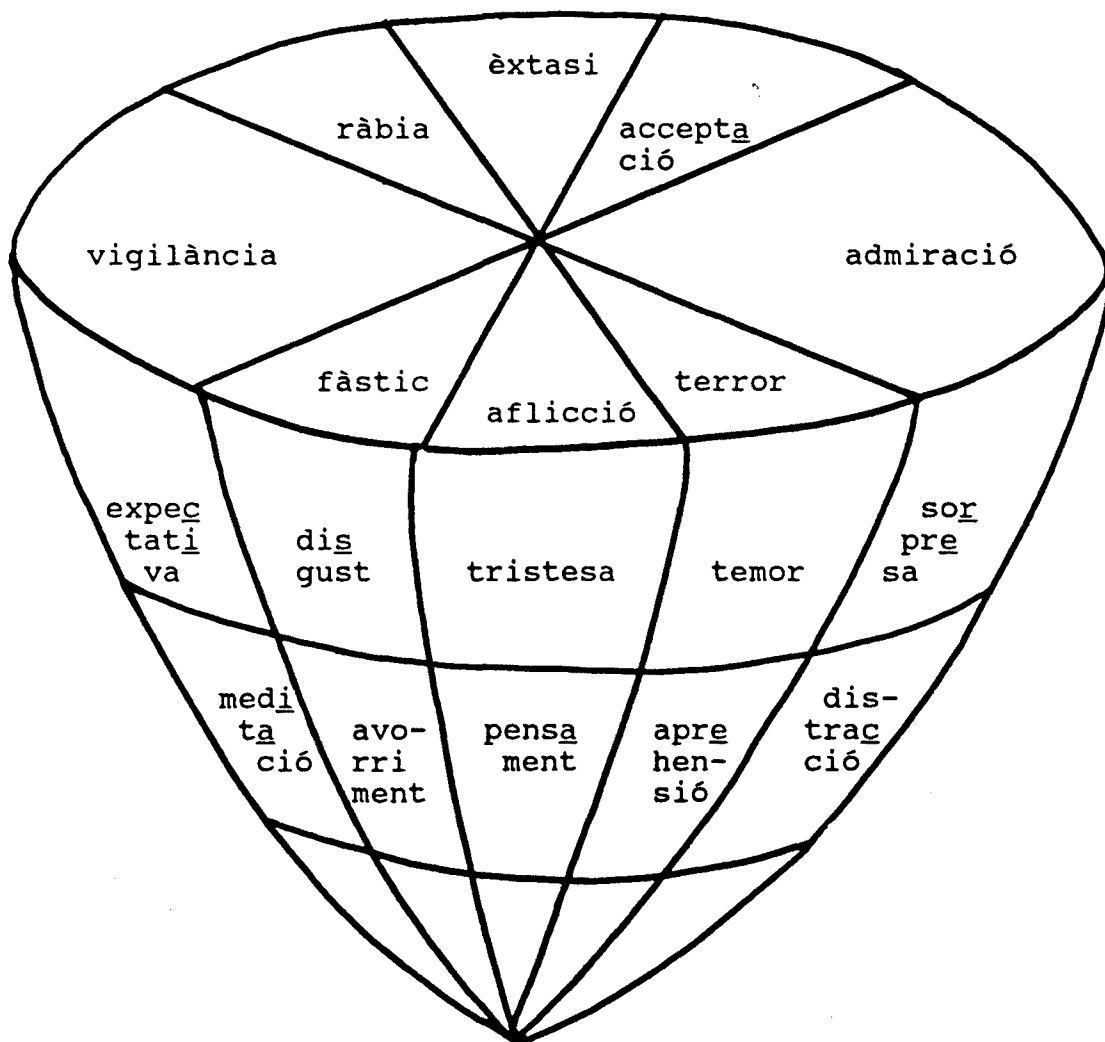 èxtasi
ràbia
accepta
ció
vigilància
admiració
fàstic
aflicció
terror
expec
tati
va
dis
gust
tristesa
temor
sor
pre
sa
medi
ta
ció
avo-
rri
ment
pensa
ment
apre
hen-
sió
dis-
trac
ció